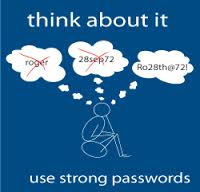 think about it
roger
28sep72
Ro28th@72!
use strong passwords